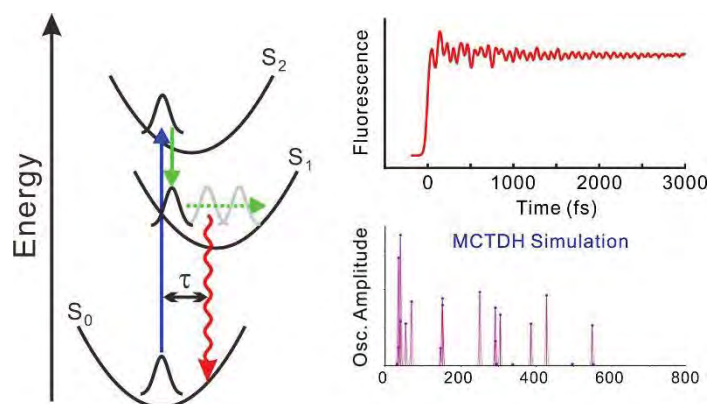 Energy
S2
S1
S0
τ
Fluorescence
0 1000 2000 3000
Time (fs)
MCTDH Simulation
Osc. Amplitude
0 200 400 600 800